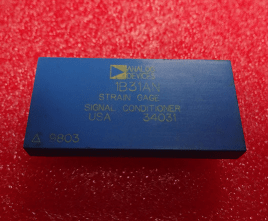 ANALOG
DEVICES
1B31AN
STRAIN GAGE
SIGNAL CONDITIONER
USA 34031
△ 9803